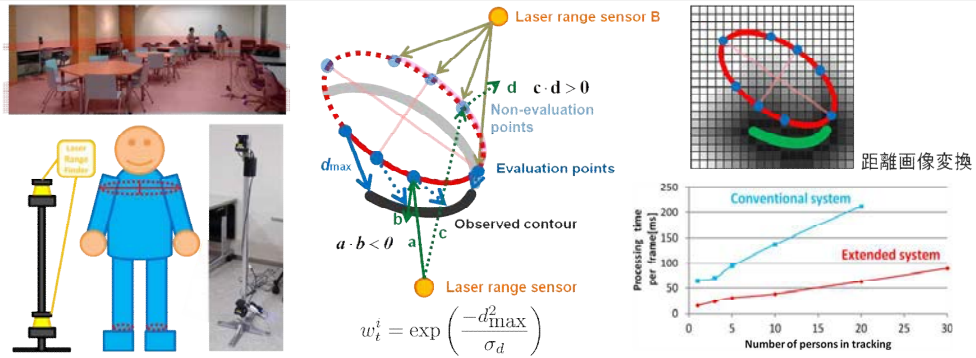 Laser
Range
Finder
Laser range sensor B
d c · d > 0
Non-evaluation
points
dmax
Evaluation points
b
Observed contour
a · b < 0
a
c
Laser range sensor
w_t^i = exp ( −d²max / σ_d )
距離画像変換
250
200
150
100
50
0
Processing time
per frame[ms]
Conventional system
Extended system
0 5 10 15 20 25 30
Number of persons in tracking